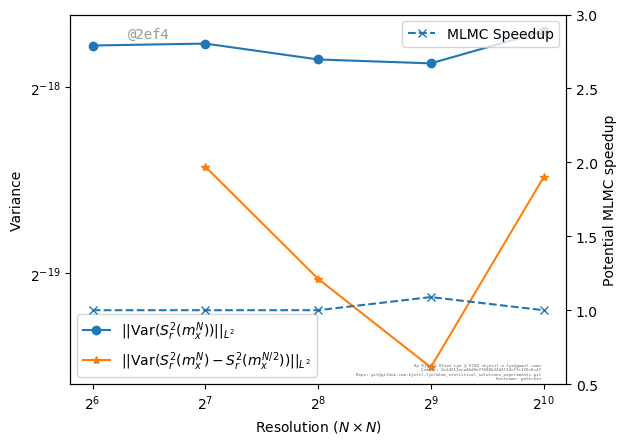 @2ef4
MLMC Speedup
3.0
2.5
2.0
1.5
1.0
0.5
Potential MLMC speedup
2^{-18}
2^{-19}
Variance
||Var(S_r^2(m_x^N))||_{L^2}
||Var(S_r^2(m_x^N) − S_r^2(m_x^{N/2}))||_{L^2}
2^6
2^7
2^8
2^9
2^{10}
Resolution (N × N)